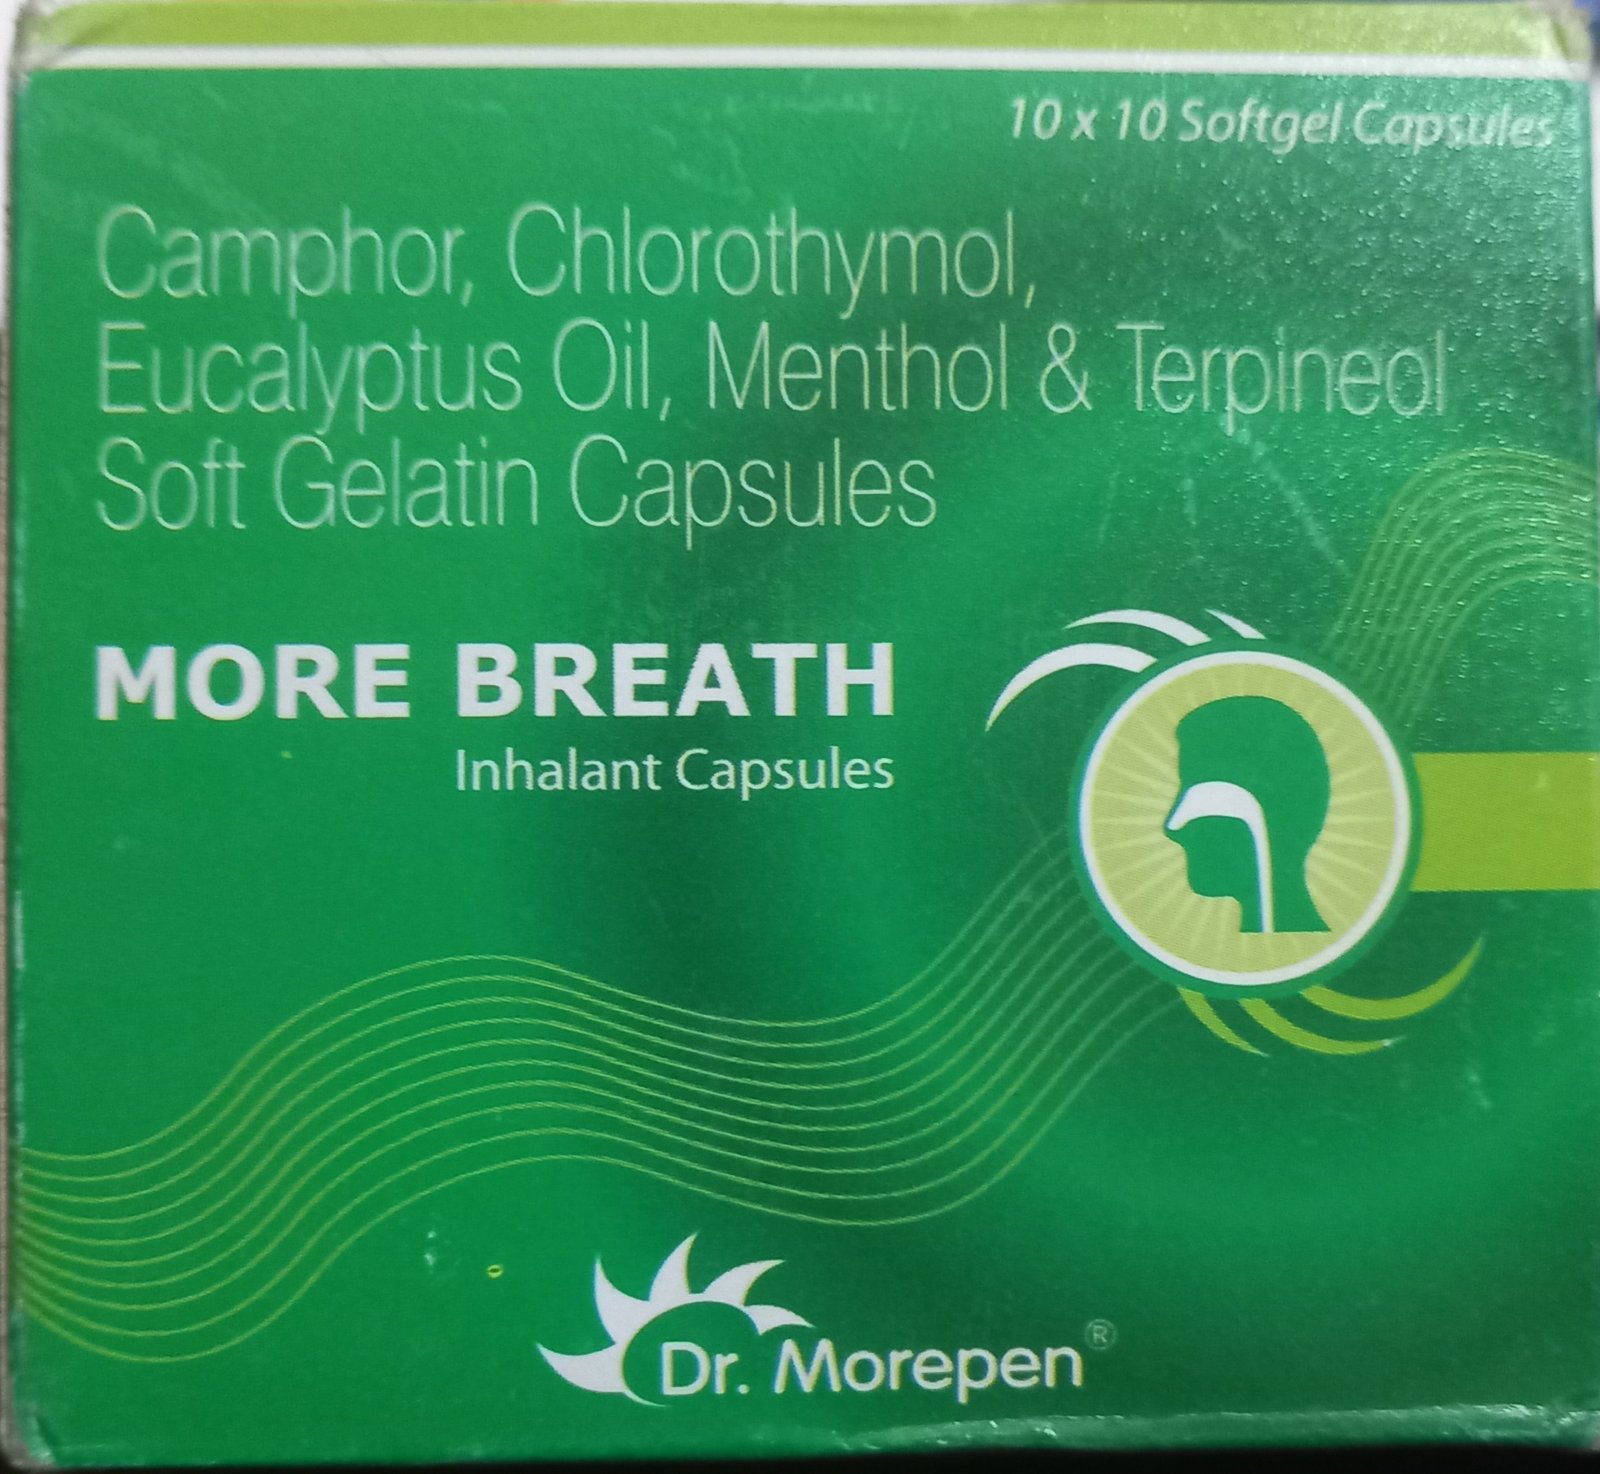 10 x 10 Softgel Capsules
Camphor, Chlorothymol,
Eucalyptus Oil, Menthol & Terpineol
Soft Gelatin Capsules
MORE BREATH
Inhalant Capsules
Dr. Morepen®